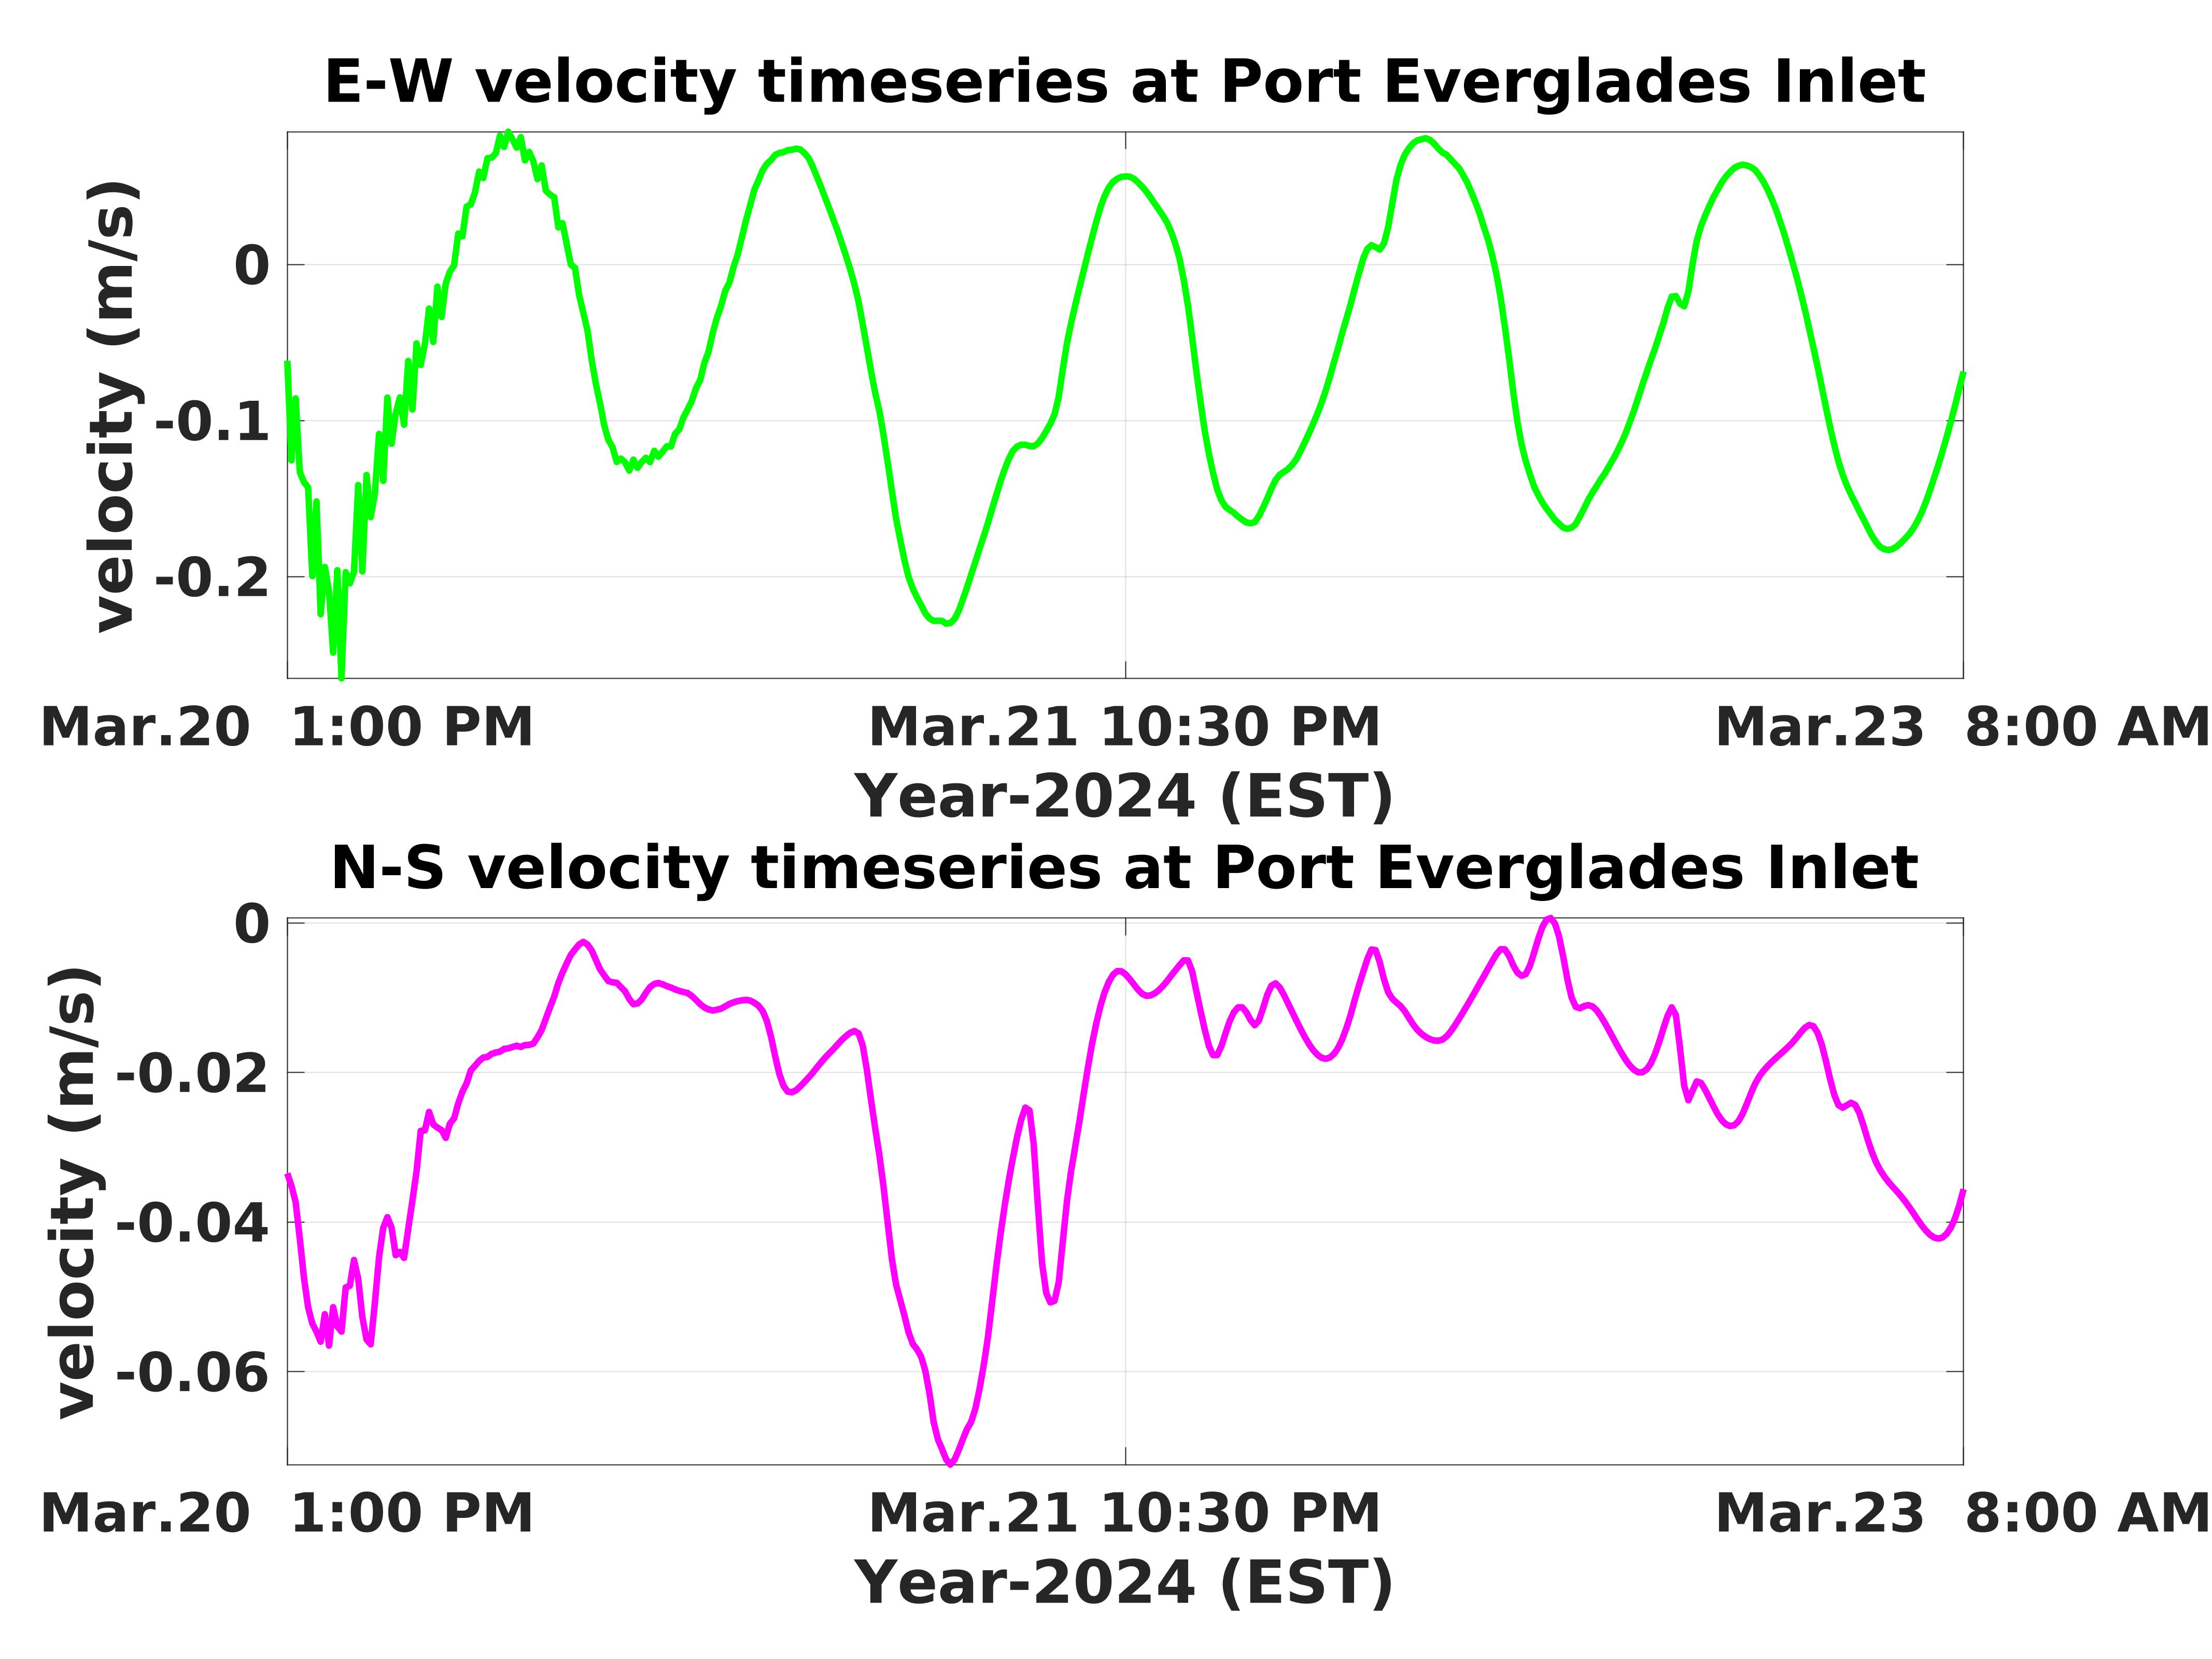 E-W velocity timeseries at Port Everglades Inlet
velocity (m/s)
0
-0.1
-0.2
Mar.20  1:00 PM
Mar.21 10:30 PM
Mar.23  8:00 AM
Year-2024 (EST)
N-S velocity timeseries at Port Everglades Inlet
velocity (m/s)
0
-0.02
-0.04
-0.06
Mar.20  1:00 PM
Mar.21 10:30 PM
Mar.23  8:00 AM
Year-2024 (EST)